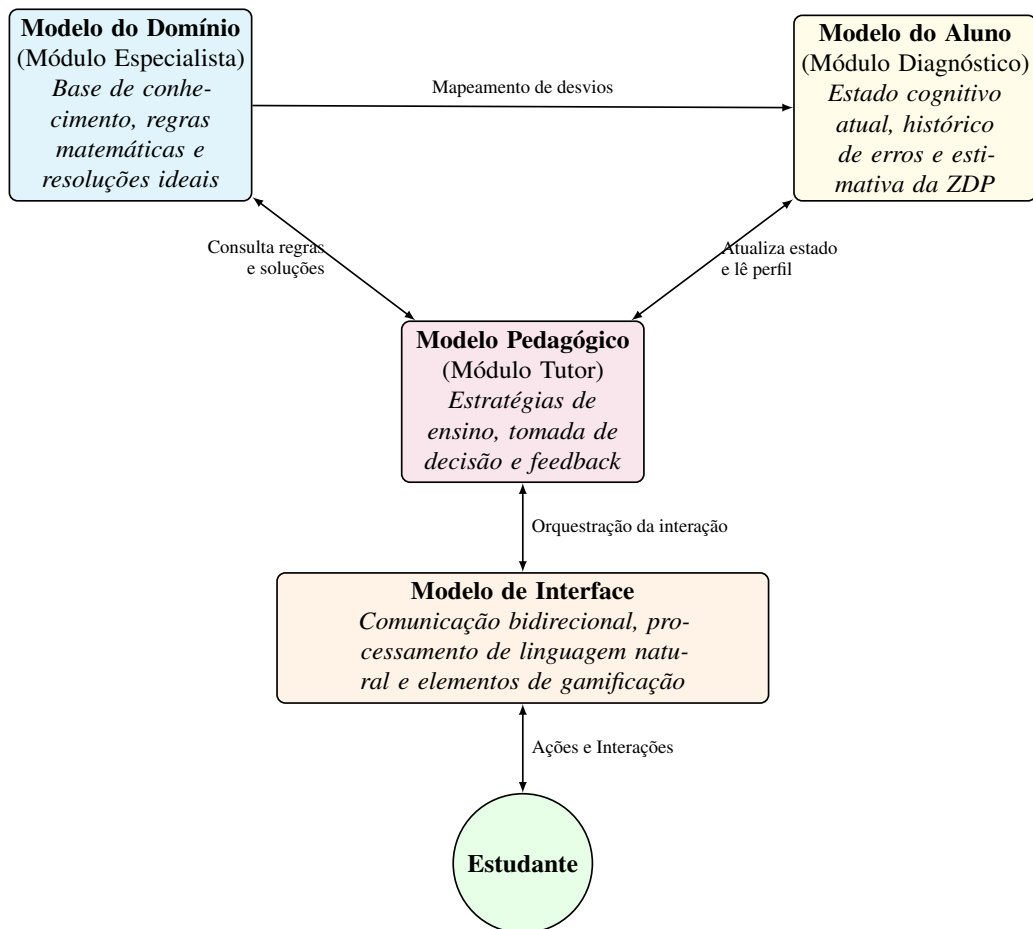 Modelo do Domínio
(Módulo Especialista)
Base de conhe-
cimento, regras
matemáticas e
resoluções ideais
Mapeamento de desvios
Modelo do Aluno
(Módulo Diagnóstico)
Estado cognitivo
atual, histórico
de erros e esti-
mativa da ZDP
Consulta regras
e soluções
Atualiza estado
e lê perfil
Modelo Pedagógico
(Módulo Tutor)
Estratégias de
ensino, tomada de
decisão e feedback
Orquestração da interação
Modelo de Interface
Comunicação bidirecional, pro-
cessamento de linguagem natu-
ral e elementos de gamificação
Ações e Interações
Estudante